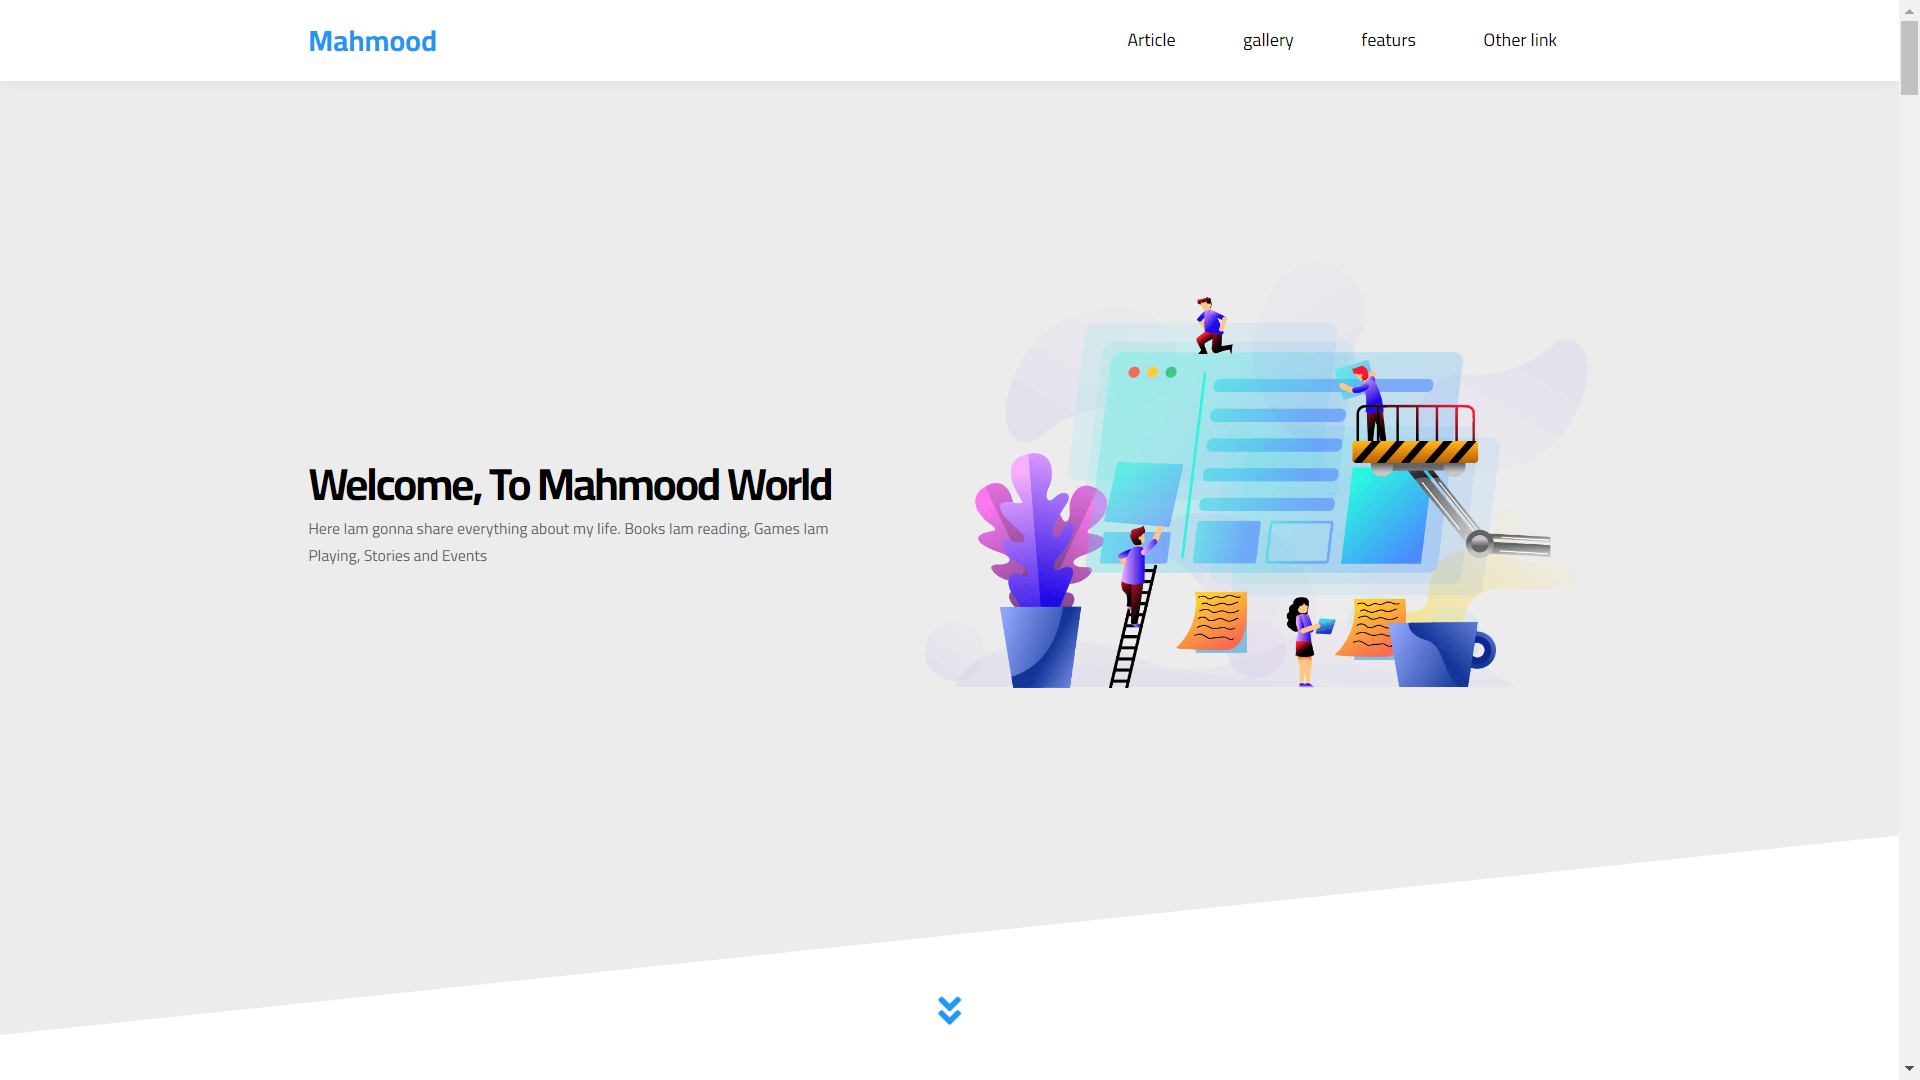 Mahmood
Article
gallery
featurs
Other link
Welcome, To Mahmood World
Here Iam gonna share everything about my life. Books Iam reading, Games Iam
Playing, Stories and Events